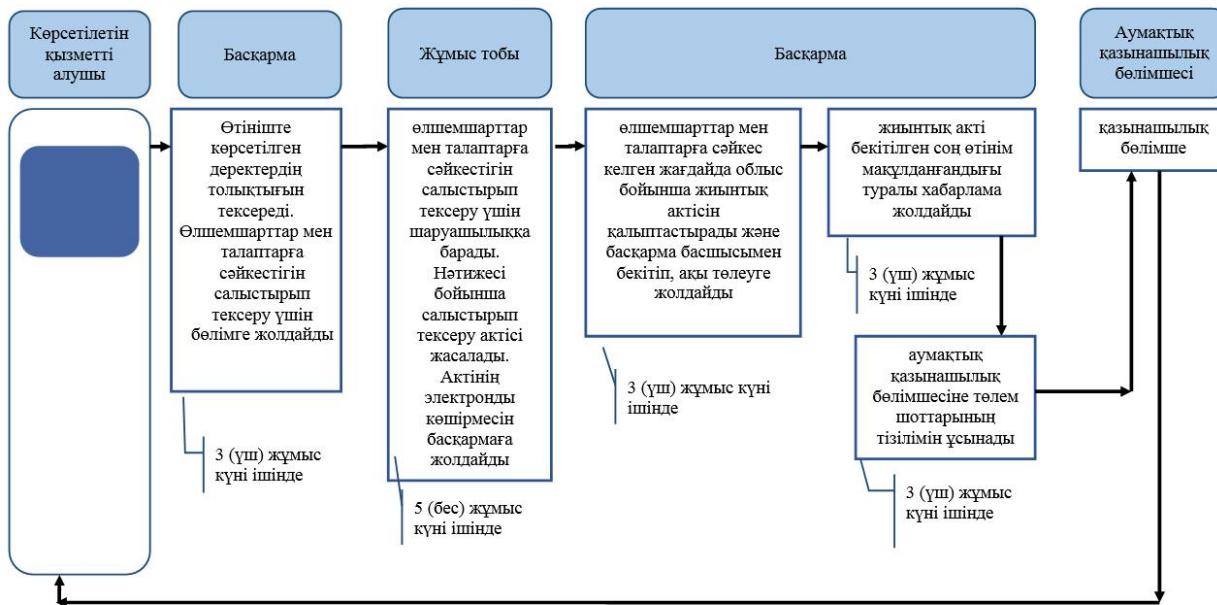 Көрсетілетін
қызметті
алушы
Басқарма
Жұмыс тобы
Басқарма
Аумақтық
қазынашылық
бөлімшесі
Өтініште
көрсетілген
деректердің
толықтығын
тексереді.
Өлшемшарттар мен
талаптарға
сәйкестігін
салыстырып
тексеру үшін
бөлімге жолдайды
3 (үш) жұмыс
күні ішінде
өлшемшарттар
мен талаптарға
сәйкестігін
салыстырып
тексеру үшін
шаруашылыққа
барады.
Нәтижесі
бойынша
салыстырып
тексеру актісі
жасалады.
Актінің
электронды
көшірмесін
басқармаға
жолдайды
5 (бес) жұмыс
күні ішінде
өлшемшарттар мен
талаптарға сәйкес
келген жағдайда облыс
бойынша жиынтық
актісін
қалыптастырады және
басқарма басшысымен
бекітіп, ақы төлеуге
жолдайды
3 (үш) жұмыс күні
ішінде
жиынтық акті
бекітілген соң өтінім
мақұлданғандығы
туралы хабарлама
жолдайды
3 (үш) жұмыс
күні ішінде
аумақтық
қазынашылық
бөлімшесіне төлем
шоттарының
тізілімін ұсынады
3 (үш) жұмыс
күні ішінде
қазынашылық
бөлімше